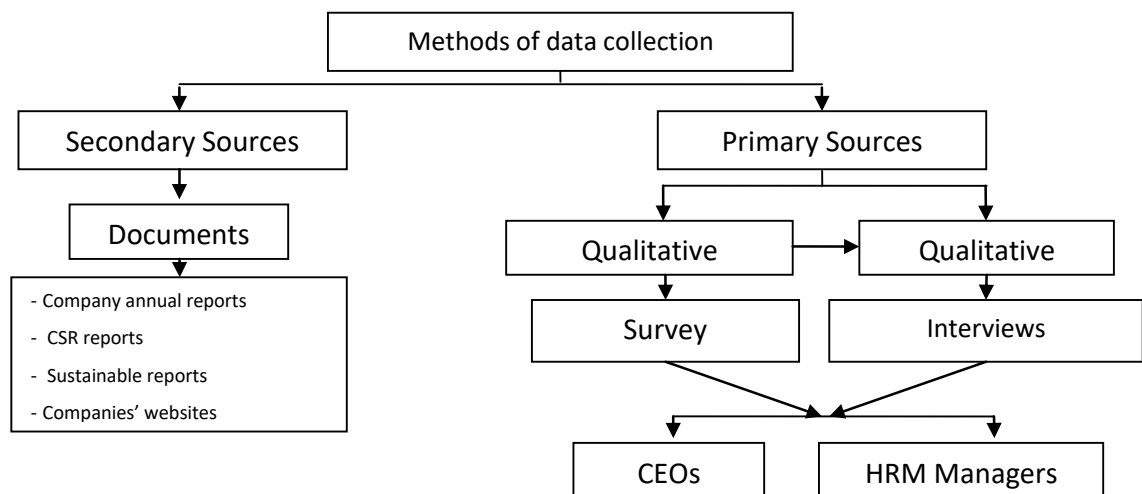 Methods of data collection
Secondary Sources
Primary Sources
Documents
Qualitative
Qualitative
- Company annual reports
- CSR reports
- Sustainable reports
- Companies’ websites
Survey
Interviews
CEOs
HRM Managers